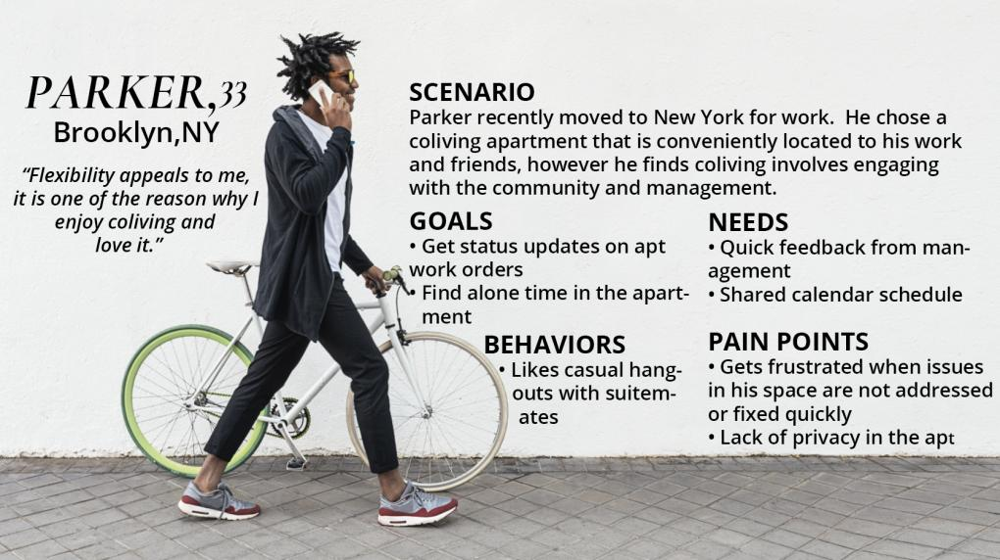 PARKER,33
Brooklyn,NY
“Flexibility appeals to me,
it is one of the reason why I
enjoy coliving and
love it.”
SCENARIO
Parker recently moved to New York for work.  He chose a
coliving apartment that is conveniently located to his work
and friends, however he finds coliving involves engaging
with the community and management.
GOALS
• Get status updates on apt
work orders
• Find alone time in the apart-
ment
BEHAVIORS
• Likes casual hang-
outs with suitem-
ates
NEEDS
• Quick feedback from man-
agement
• Shared calendar schedule
PAIN POINTS
• Gets frustrated when issues
in his space are not addressed
or fixed quickly
• Lack of privacy in the apt